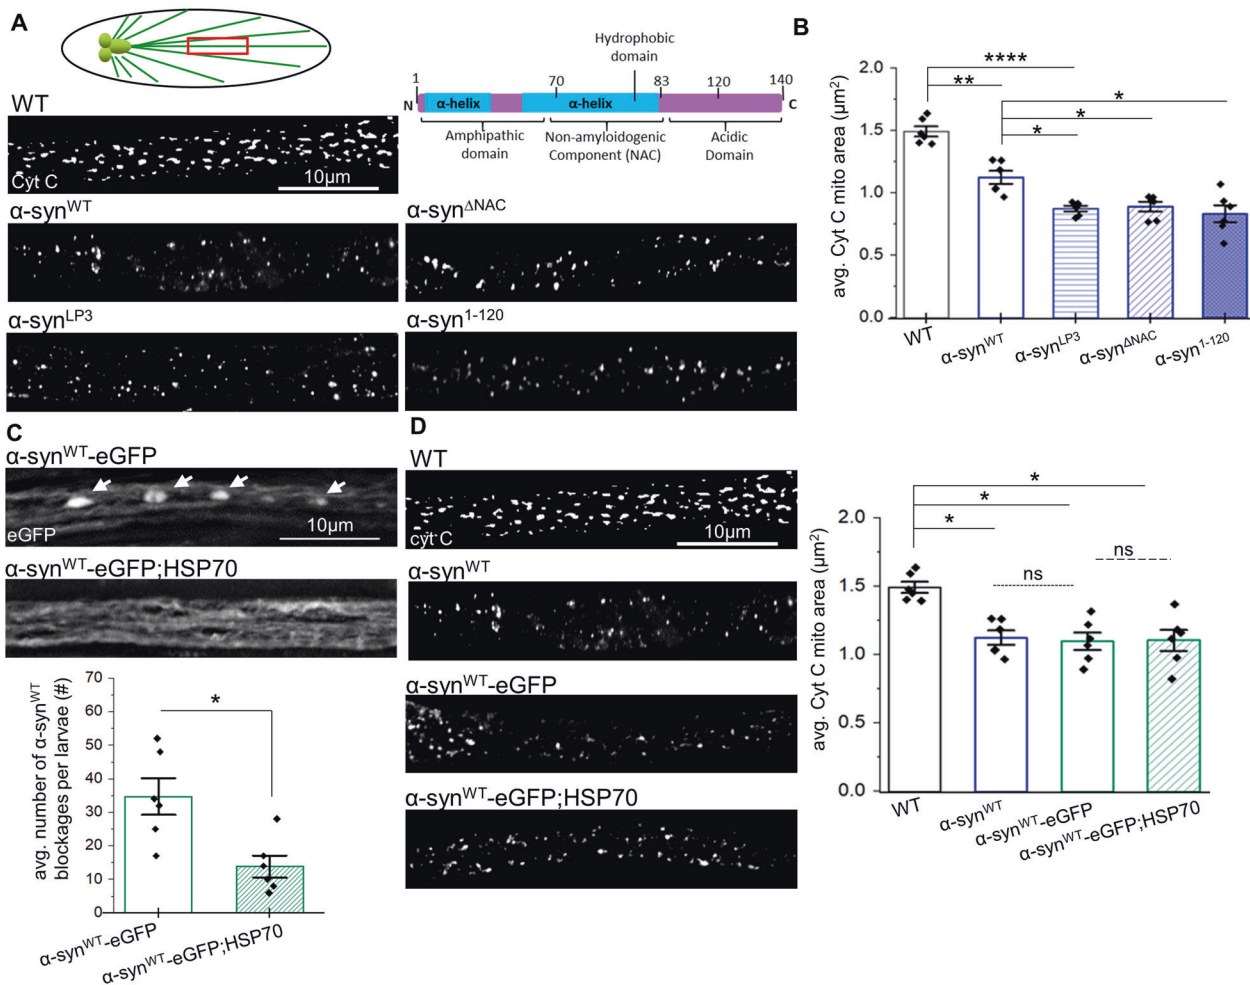 A
WT
Cyt C
10μm
Hydrophobic
domain
1
70
83
120
140
N
α-helix
α-helix
C
Amphipathic
domain
Non-amyloidogenic
Component (NAC)
Acidic
Domain
α-syn^WT
α-syn^ΔNAC
α-syn^LP3
α-syn^1-120
B
avg. Cyt C mito area (μm²)
2.0
1.5
1.0
0.5
0.0
****
**
*
*
*
WT
α-syn^WT
α-syn^LP3
α-syn^ΔNAC
α-syn^1-120
C
α-syn^WT-eGFP
eGFP
10μm
α-syn^WT-eGFP;HSP70
avg. number of α-syn^WT
blockages per larvae (#)
70
60
50
40
30
20
10
0
*
α-syn^WT-eGFP
α-syn^WT-eGFP;HSP70
D
WT
cyt C
10μm
α-syn^WT
α-syn^WT-eGFP
α-syn^WT-eGFP;HSP70
avg. Cyt C mito area (μm²)
2.0
1.5
1.0
0.5
0.0
*
*
*
ns
ns
WT
α-syn^WT
α-syn^WT-eGFP
α-syn^WT-eGFP;HSP70